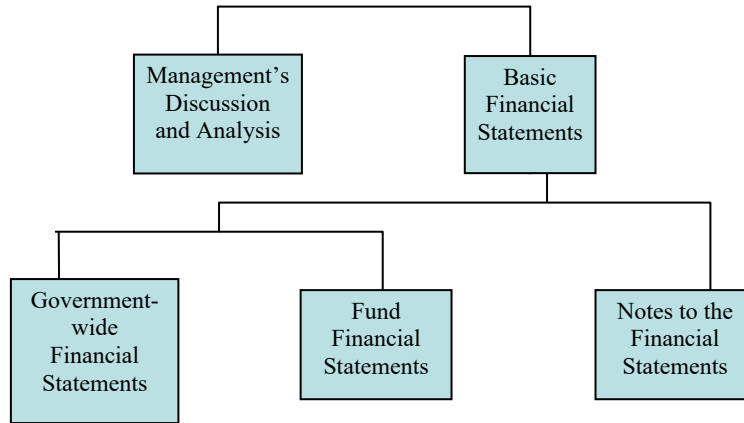 Management’s
Discussion
and Analysis
Basic
Financial
Statements
Government-
wide
Financial
Statements
Fund
Financial
Statements
Notes to the
Financial
Statements